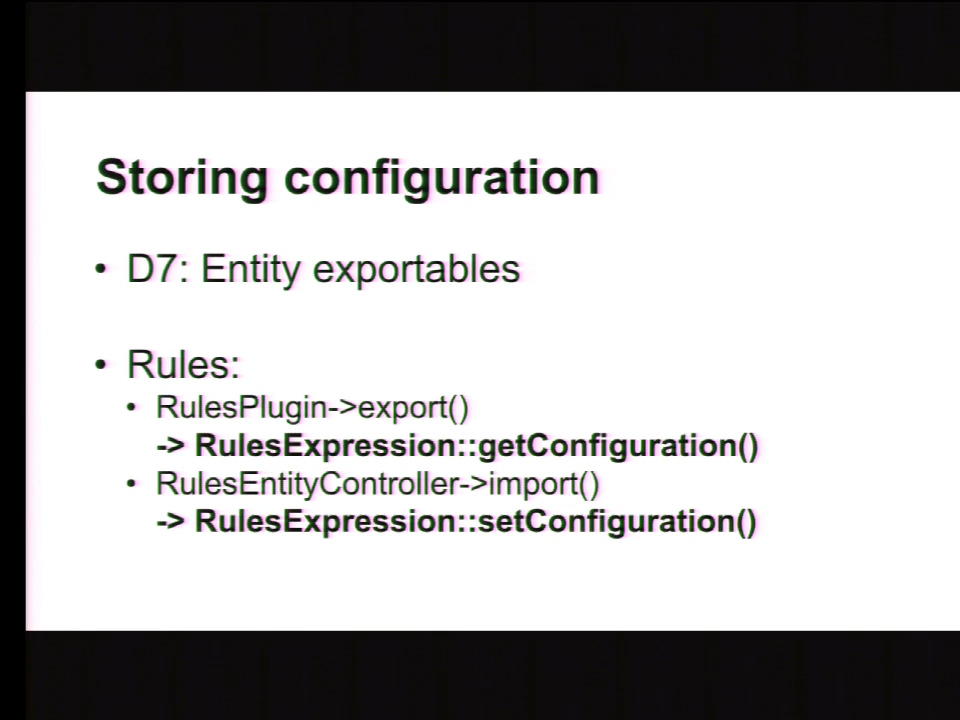 Storing configuration
• D7: Entity exportables
• Rules:
• RulesPlugin->export()
-> RulesExpression::getConfiguration()
• RulesEntityController->import()
-> RulesExpression::setConfiguration()